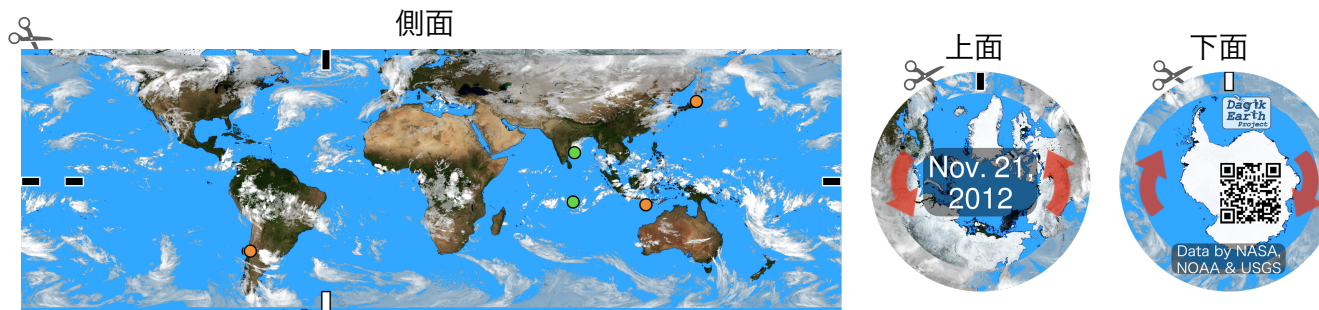 側面
上面
下面
Nov. 21,
2012
Dagik
Earth
Project
Data by NASA,
NOAA & USGS